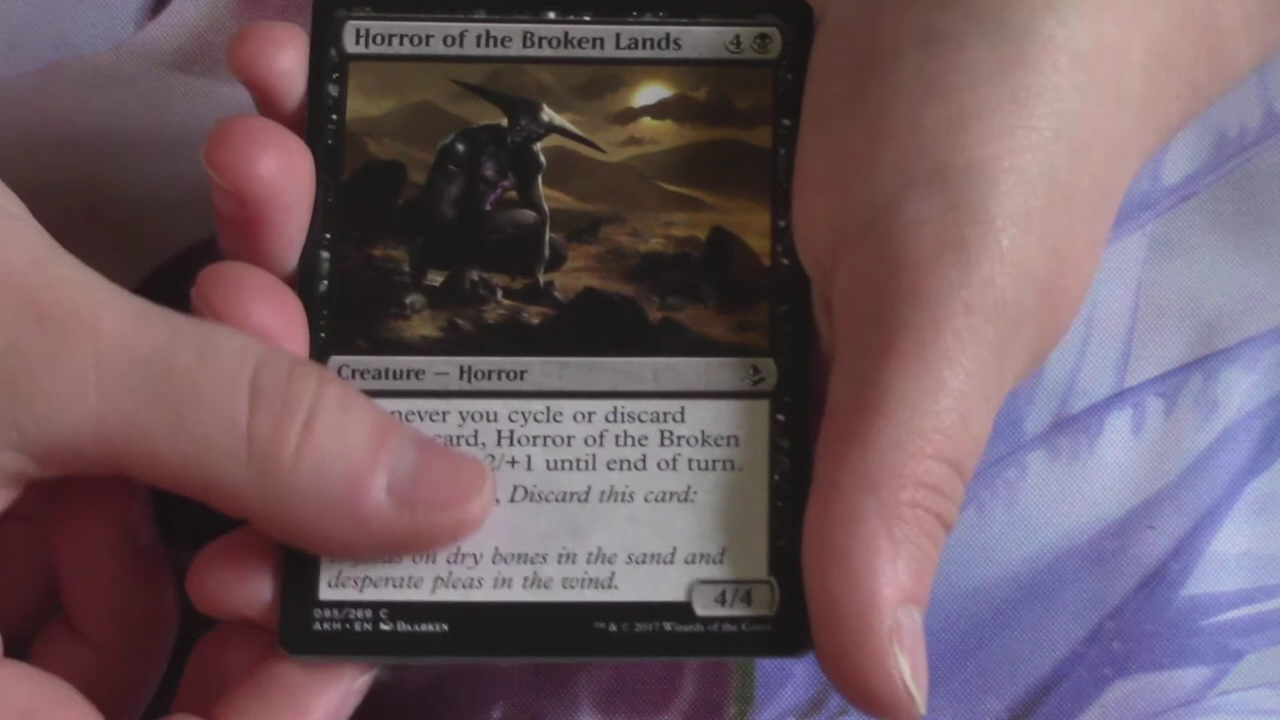 Horror of the Broken Lands 4
Creature — Horror
never you cycle or discard
card, Horror of the Broken
2/+1 until end of turn.
, Discard this card:
on dry bones in the sand and
desperate pleas in the wind.
4/4
095/269 C
AKH • EN DAARKEN
™ & © 2017 Wizards of the Coast